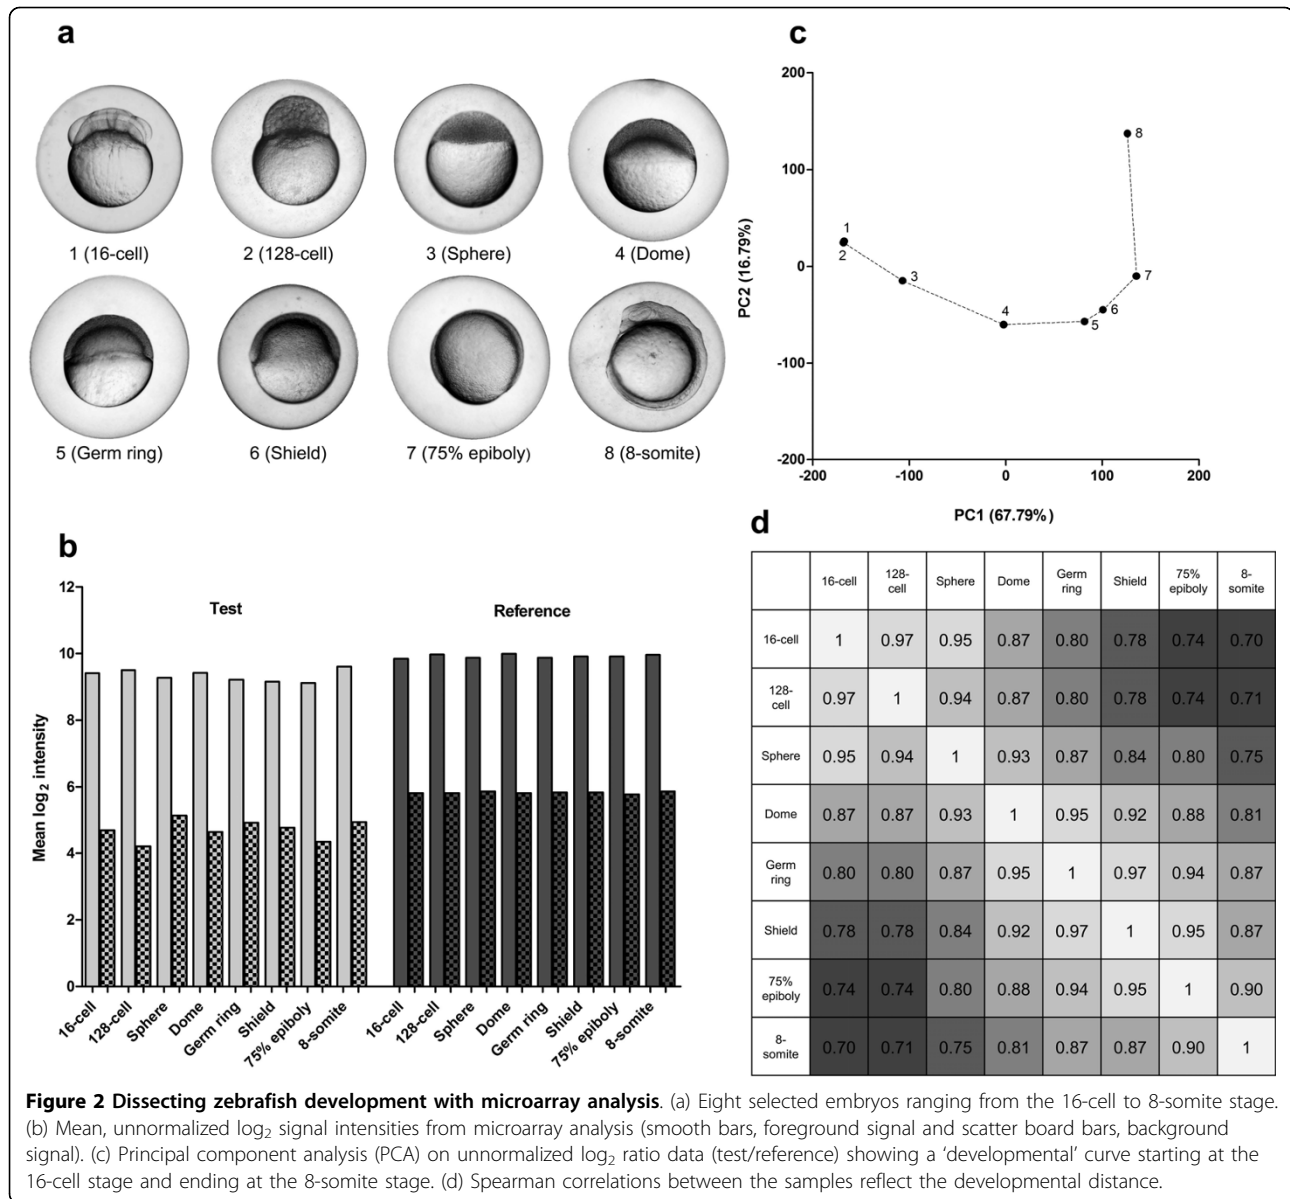 a
1 (16-cell)
2 (128-cell)
3 (Sphere)
4 (Dome)
5 (Germ ring)
6 (Shield)
7 (75% epiboly)
8 (8-somite)
b
12
10
8
6
4
2
0
Mean log2 intensity
Test
Reference
16-cell
128-cell
Sphere
Dome
Germ ring
Shield
75% epiboly
8-somite
16-cell
128-cell
Sphere
Dome
Germ ring
Shield
75% epiboly
8-somite
c
200
100
0
-100
-200
PC2 (16.79%)
1
2
3
4
5
6
7
8
-200
-100
0
100
200
PC1 (67.79%)
d
16-cell 128-cell Sphere Dome Germ ring Shield 75% epiboly 8-somite
16-cell 1 0.97 0.95 0.87 0.80 0.78 0.74 0.70
128-cell 0.97 1 0.94 0.87 0.80 0.78 0.74 0.71
Sphere 0.95 0.94 1 0.93 0.87 0.84 0.80 0.75
Dome 0.87 0.87 0.93 1 0.95 0.92 0.88 0.81
Germ ring 0.80 0.80 0.87 0.95 1 0.97 0.94 0.87
Shield 0.78 0.78 0.84 0.92 0.97 1 0.95 0.87
75% epiboly 0.74 0.74 0.80 0.88 0.94 0.95 1 0.90
8-somite 0.70 0.71 0.75 0.81 0.87 0.87 0.90 1
Figure 2 Dissecting zebrafish development with microarray analysis. (a) Eight selected embryos ranging from the 16-cell to 8-somite stage.
(b) Mean, unnormalized log2 signal intensities from microarray analysis (smooth bars, foreground signal and scatter board bars, background
signal). (c) Principal component analysis (PCA) on unnormalized log2 ratio data (test/reference) showing a ‘developmental’ curve starting at the
16-cell stage and ending at the 8-somite stage. (d) Spearman correlations between the samples reflect the developmental distance.